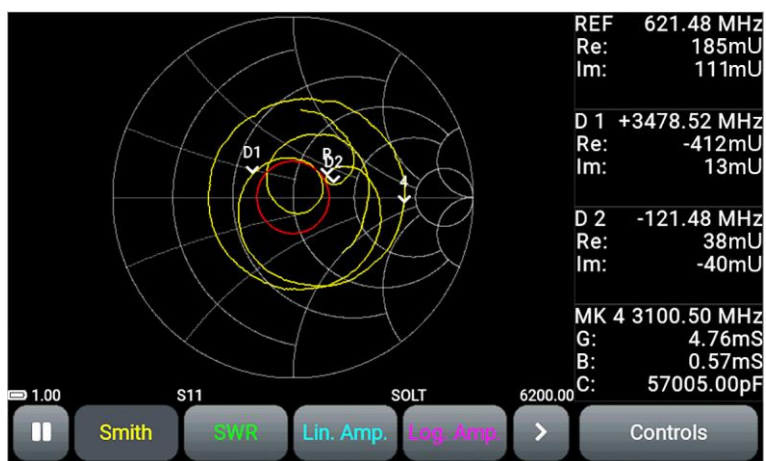 REF 621.48 MHz
Re: 185mU
Im: 111mU
D 1 +3478.52 MHz
Re: -412mU
Im: 13mU
D 2 -121.48 MHz
Re: 38mU
Im: -40mU
MK 4 3100.50 MHz
G: 4.76mS
B: 0.57mS
C: 57005.00pF
D1
R
D2
4
1.00 S11 SOLT 6200.00
Smith SWR Lin. Amp. Log. Amp. > Controls